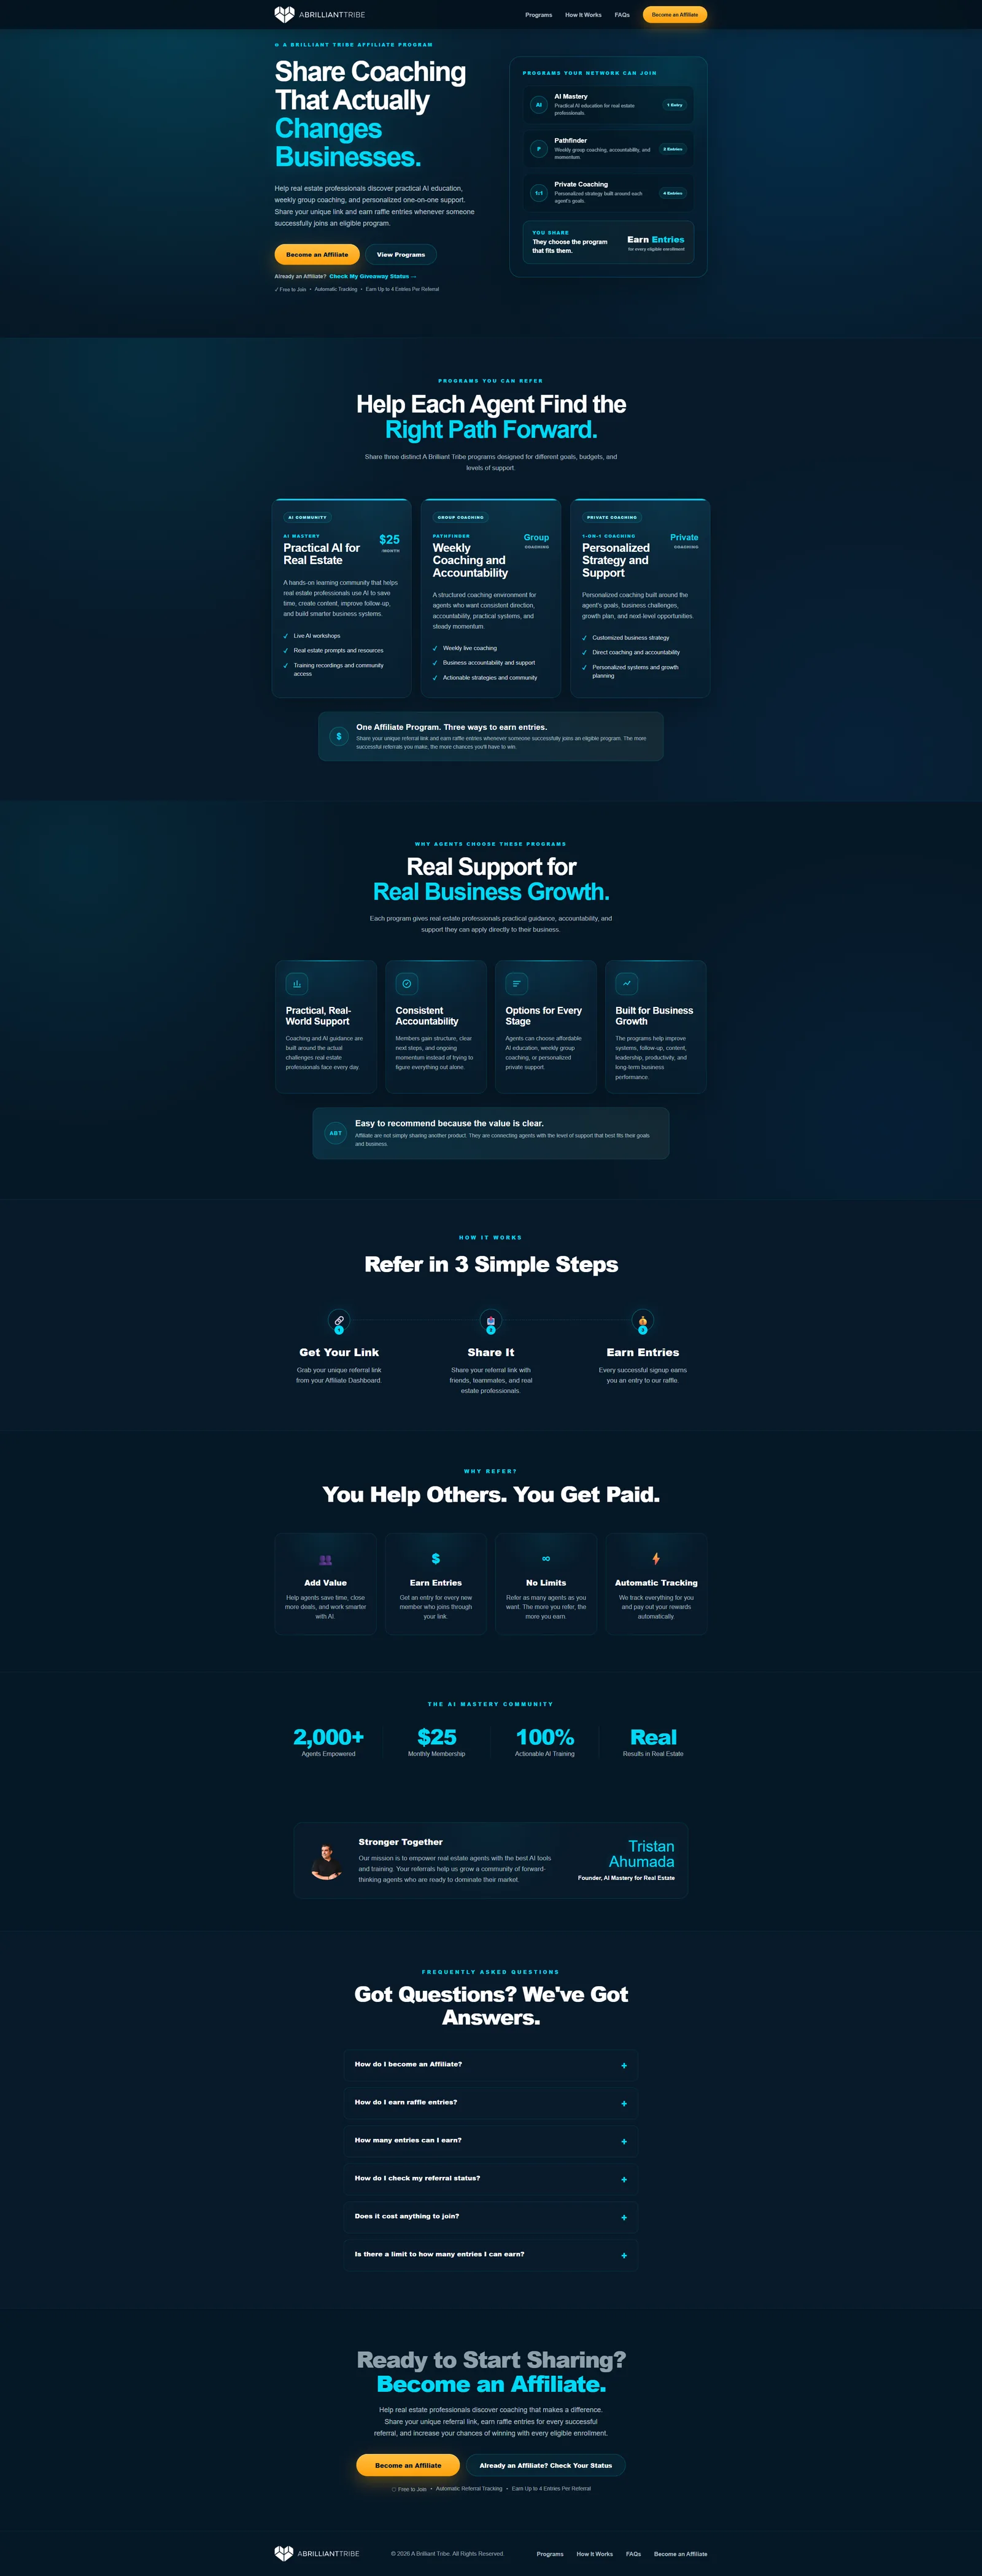 ABRILLIANTTRIBE
Programs
How It Works
FAQs
Become an Affiliate
A BRILLIANT TRIBE AFFILIATE PROGRAM
Share Coaching
That Actually
Changes
Businesses.
Help real estate professionals discover practical AI education,
weekly group coaching, and personalized one-on-one support.
Share your unique link and earn raffle entries whenever someone
successfully joins an eligible program.
Become an Affiliate
View Programs
Already an Affiliate? Check My Giveaway Status →
✓ Free to Join • Automatic Tracking • Earn Up to 4 Entries Per Referral
PROGRAMS YOUR NETWORK CAN JOIN
AI
AI Mastery
Practical AI education for real estate
professionals.
1 Entry
P
Pathfinder
Weekly group coaching, accountability, and
momentum.
2 Entries
1:1
Private Coaching
Personalized strategy built around each
agent's goals.
4 Entries
YOU SHARE
They choose the program
that fits them.
Earn Entries
for every eligible enrollment
PROGRAMS YOU CAN REFER
Help Each Agent Find the
Right Path Forward.
Share three distinct A Brilliant Tribe programs designed for different goals, budgets, and
levels of support.
AI COMMUNITY
AI MASTERY
Practical AI for
Real Estate
$25
/MONTH
A hands-on learning community that helps
real estate professionals use AI to save
time, create content, improve follow-up,
and build smarter business systems.
✓ Live AI workshops
✓ Real estate prompts and resources
✓ Training recordings and community
access
GROUP COACHING
PATHFINDER
Weekly
Coaching and
Accountability
Group
COACHING
A structured coaching environment for
agents who want consistent direction,
accountability, practical systems, and
steady momentum.
✓ Weekly live coaching
✓ Business accountability and support
✓ Actionable strategies and community
PRIVATE COACHING
1-ON-1 COACHING
Personalized
Strategy and
Support
Private
COACHING
Personalized coaching built around the
agent's goals, business challenges,
growth plan, and next-level opportunities.
✓ Customized business strategy
✓ Direct coaching and accountability
✓ Personalized systems and growth
planning
$
One Affiliate Program. Three ways to earn entries.
Share your unique referral link and earn raffle entries whenever someone successfully joins an eligible program. The more
successful referrals you make, the more chances you'll have to win.
WHY AGENTS CHOOSE THESE PROGRAMS
Real Support for
Real Business Growth.
Each program gives real estate professionals practical guidance, accountability, and
support they can apply directly to their business.
Practical, Real-
World Support
Coaching and AI guidance are
built around the actual
challenges real estate
professionals face every day.
Consistent
Accountability
Members gain structure, clear
next steps, and ongoing
momentum instead of trying to
figure everything out alone.
Options for Every
Stage
Agents can choose affordable
AI education, weekly group
coaching, or personalized
private support.
Built for Business
Growth
The programs help improve
systems, follow-up, content,
leadership, productivity, and
long-term business
performance.
ABT
Easy to recommend because the value is clear.
Affiliate are not simply sharing another product. They are connecting agents with the level of support that best fits their goals
and business.
HOW IT WORKS
Refer in 3 Simple Steps
1
Get Your Link
Grab your unique referral link
from your Affiliate Dashboard.
2
Share It
Share your referral link with
friends, teammates, and real
estate professionals.
3
Earn Entries
Every successful signup earns
you an entry to our raffle.
WHY REFER?
You Help Others. You Get Paid.
Add Value
Help agents save time, close
more deals, and work smarter
with AI.
$
Earn Entries
Get an entry for every new
member who joins through
your link.
∞
No Limits
Refer as many agents as you
want. The more you refer, the
more you earn.
Automatic Tracking
We track everything for you
and pay out your rewards
automatically.
THE AI MASTERY COMMUNITY
2,000+
Agents Empowered
$25
Monthly Membership
100%
Actionable AI Training
Real
Results in Real Estate
Stronger Together
Our mission is to empower real estate agents with the best AI tools
and training. Your referrals help us grow a community of forward-
thinking agents who are ready to dominate their market.
Tristan
Ahumada
Founder, AI Mastery for Real Estate
FREQUENTLY ASKED QUESTIONS
Got Questions? We've Got
Answers.
How do I become an Affiliate? +
How do I earn raffle entries? +
How many entries can I earn? +
How do I check my referral status? +
Does it cost anything to join? +
Is there a limit to how many entries I can earn? +
Ready to Start Sharing?
Become an Affiliate.
Help real estate professionals discover coaching that makes a difference.
Share your unique referral link, earn raffle entries for every successful
referral, and increase your chances of winning with every eligible enrollment.
Become an Affiliate
Already an Affiliate? Check Your Status
Free to Join • Automatic Referral Tracking • Earn Up to 4 Entries Per Referral
ABRILLIANTTRIBE
© 2026 A Brilliant Tribe. All Rights Reserved.
Programs
How It Works
FAQs
Become an Affiliate